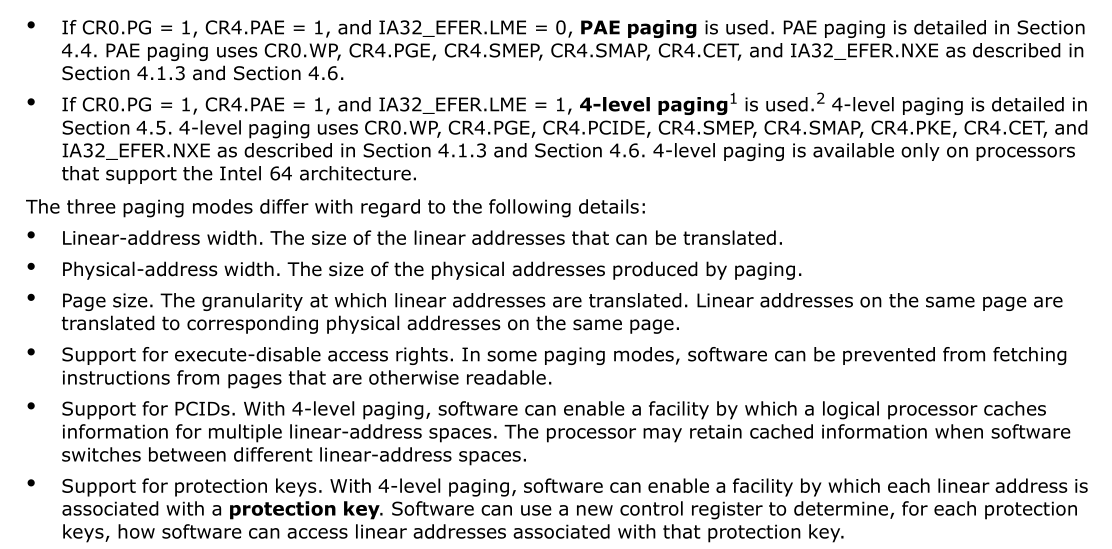 • If CR0.PG = 1, CR4.PAE = 1, and IA32_EFER.LME = 0, PAE paging is used. PAE paging is detailed in Section
4.4. PAE paging uses CR0.WP, CR4.PGE, CR4.SMEP, CR4.SMAP, CR4.CET, and IA32_EFER.NXE as described in
Section 4.1.3 and Section 4.6.
• If CR0.PG = 1, CR4.PAE = 1, and IA32_EFER.LME = 1, 4-level paging1 is used.2 4-level paging is detailed in
Section 4.5. 4-level paging uses CR0.WP, CR4.PGE, CR4.PCIDE, CR4.SMEP, CR4.SMAP, CR4.PKE, CR4.CET, and
IA32_EFER.NXE as described in Section 4.1.3 and Section 4.6. 4-level paging is available only on processors
that support the Intel 64 architecture.
The three paging modes differ with regard to the following details:
• Linear-address width. The size of the linear addresses that can be translated.
• Physical-address width. The size of the physical addresses produced by paging.
• Page size. The granularity at which linear addresses are translated. Linear addresses on the same page are
translated to corresponding physical addresses on the same page.
• Support for execute-disable access rights. In some paging modes, software can be prevented from fetching
instructions from pages that are otherwise readable.
• Support for PCIDs. With 4-level paging, software can enable a facility by which a logical processor caches
information for multiple linear-address spaces. The processor may retain cached information when software
switches between different linear-address spaces.
• Support for protection keys. With 4-level paging, software can enable a facility by which each linear address is
associated with a protection key. Software can use a new control register to determine, for each protection
keys, how software can access linear addresses associated with that protection key.